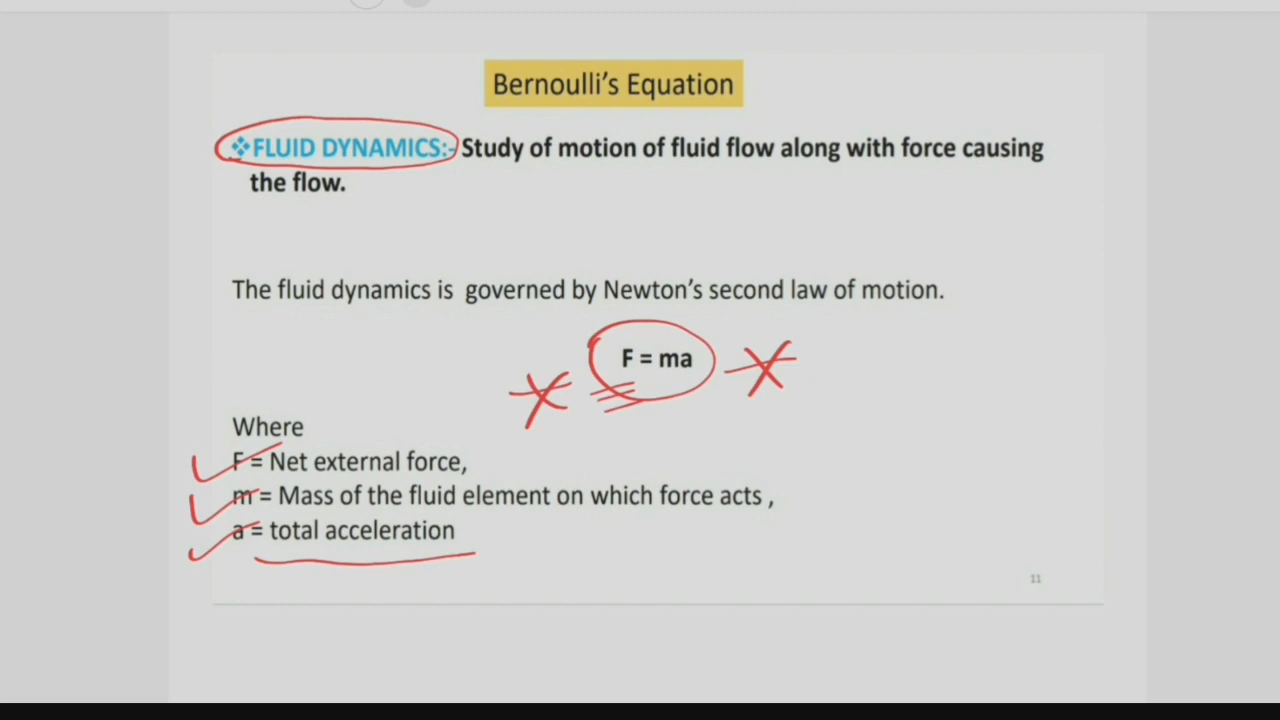 Bernoulli's Equation
❖FLUID DYNAMICS:- Study of motion of fluid flow along with force causing
the flow.
The fluid dynamics is governed by Newton's second law of motion.
F = ma
Where
F = Net external force,
m = Mass of the fluid element on which force acts ,
a = total acceleration
11